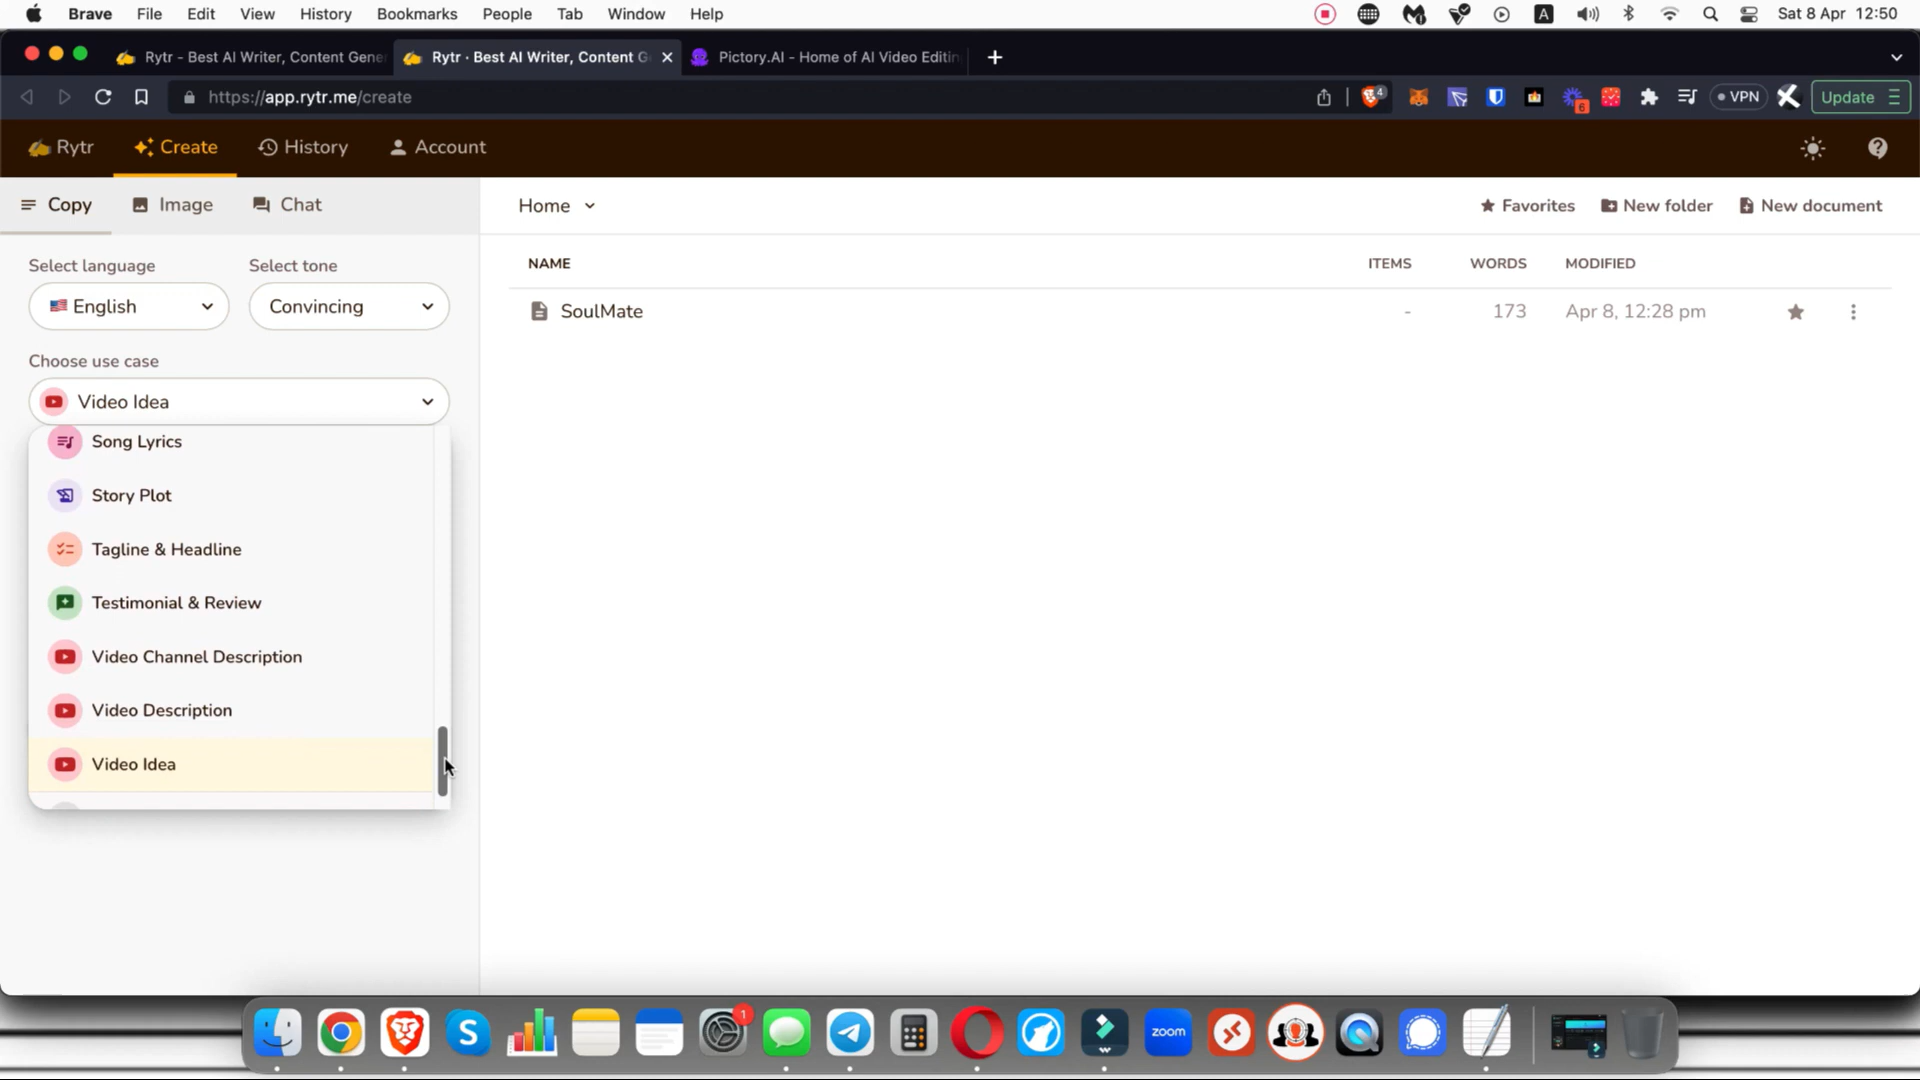 Brave File Edit View History Bookmarks People Tab Window Help A Sat 8 Apr 12:50
Rytr - Best AI Writer, Content Gene Rytr · Best AI Writer, Content G Pictory.AI - Home of AI Video Editin
https://app.rytr.me/create 4 6 VPN Update
Rytr Create History Account
Copy Image Chat Home Favorites New folder New document
Select language Select tone NAME ITEMS WORDS MODIFIED
English Convincing SoulMate - 173 Apr 8, 12:28 pm
Choose use case
Video Idea
Song Lyrics
Story Plot
Tagline & Headline
Testimonial & Review
Video Channel Description
Video Description
Video Idea
1 zoom